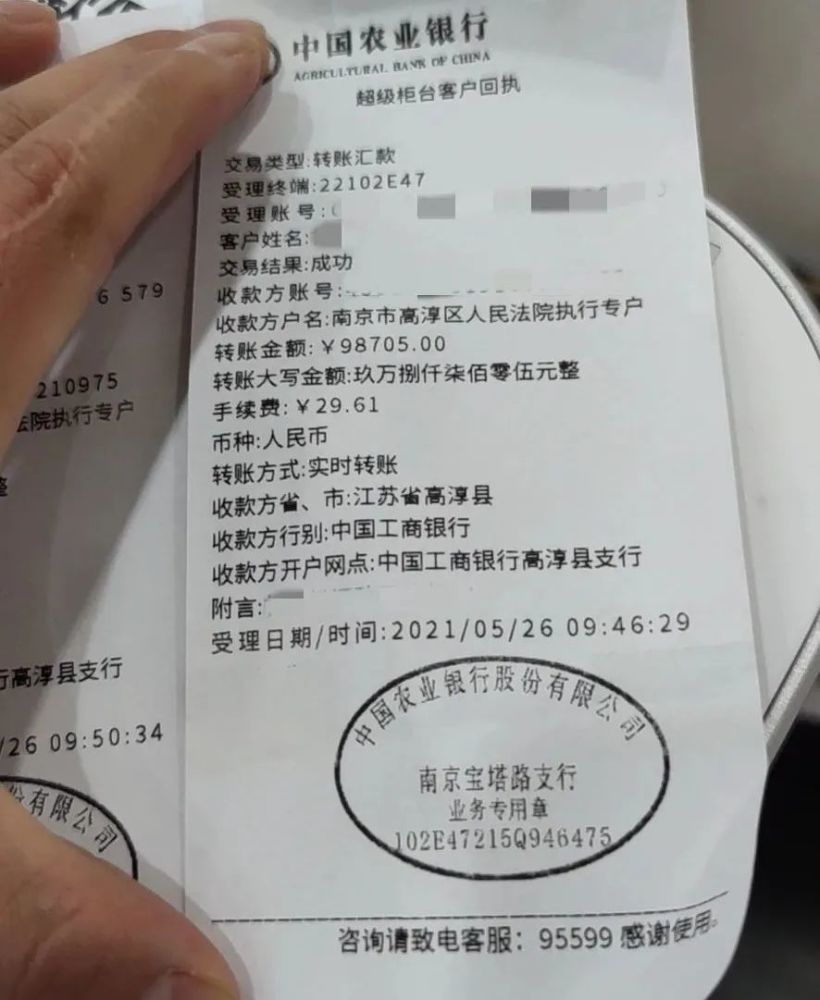 中国农业银行
AGRICULTURAL BANK OF CHINA
超级柜台客户回执
交易类型:转账汇款
受理终端:22102E47
受理账号:
客户姓名:
交易结果:成功
收款方账号:
收款方户名:南京市高淳区人民法院执行专户
转账金额:￥98705.00
转账大写金额:玖万捌仟柒佰零伍元整
手续费:￥29.61
币种:人民币
转账方式:实时转账
收款方省、市:江苏省高淳县
收款方行别:中国工商银行
收款方开户网点:中国工商银行高淳县支行
附言:
受理日期/时间:2021/05/26 09:46:29
中国农业银行股份有限公司
南京宝塔路支行
业务专用章
102E47215Q946475
咨询请致电客服：95599 感谢使用。
6 579
210975
法院执行专户
整
行高淳县支行
/26 09:50:34
份有限公司